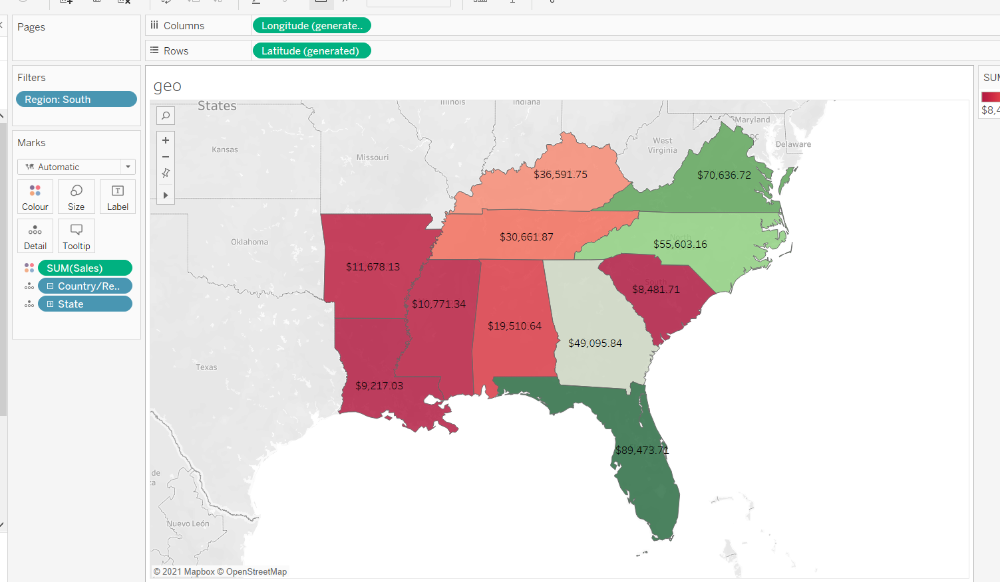 Pages
Columns
Longitude (generate..
Rows
Latitude (generated)
Filters
Region: South
Marks
Automatic
Colour
Size
Label
Detail
Tooltip
SUM(Sales)
Country/Re..
State
geo
States
Illinois
Indiana
Kansas
Missouri
West
Virginia
Maryland
DC
Delaware
Oklahoma
Texas
Nuevo León
de
za
$36,591.75
$70,636.72
$30,661.87
North
$55,603.16
$11,678.13
South
$8,481.71
$10,771.34
$19,510.64
$49,095.84
$9,217.03
$89,473.71
© 2021 Mapbox © OpenStreetMap
SUM
$8,4